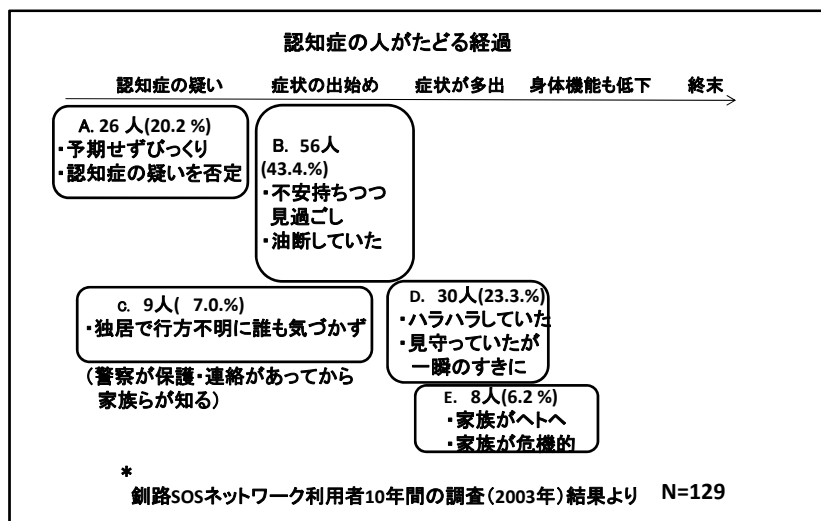 認知症の人がたどる経過
認知症の疑い 症状の出始め 症状が多出 身体機能も低下 終末
A. 26 人(20.2 %)
・予期せずびっくり
・認知症の疑いを否定
B. 56人
(43.4.%)
・不安持ちつつ
見過ごし
・油断していた
C. 9人( 7.0.%)
・独居で行方不明に誰も気づかず
(警察が保護・連絡があってから
家族らが知る)
D. 30人(23.3.%)
・ハラハラしていた
・見守っていたが
一瞬のすきに
E. 8人(6.2 %)
・家族がヘトヘ
・家族が危機的
*
釧路SOSネットワーク利用者10年間の調査(2003年)結果より N=129